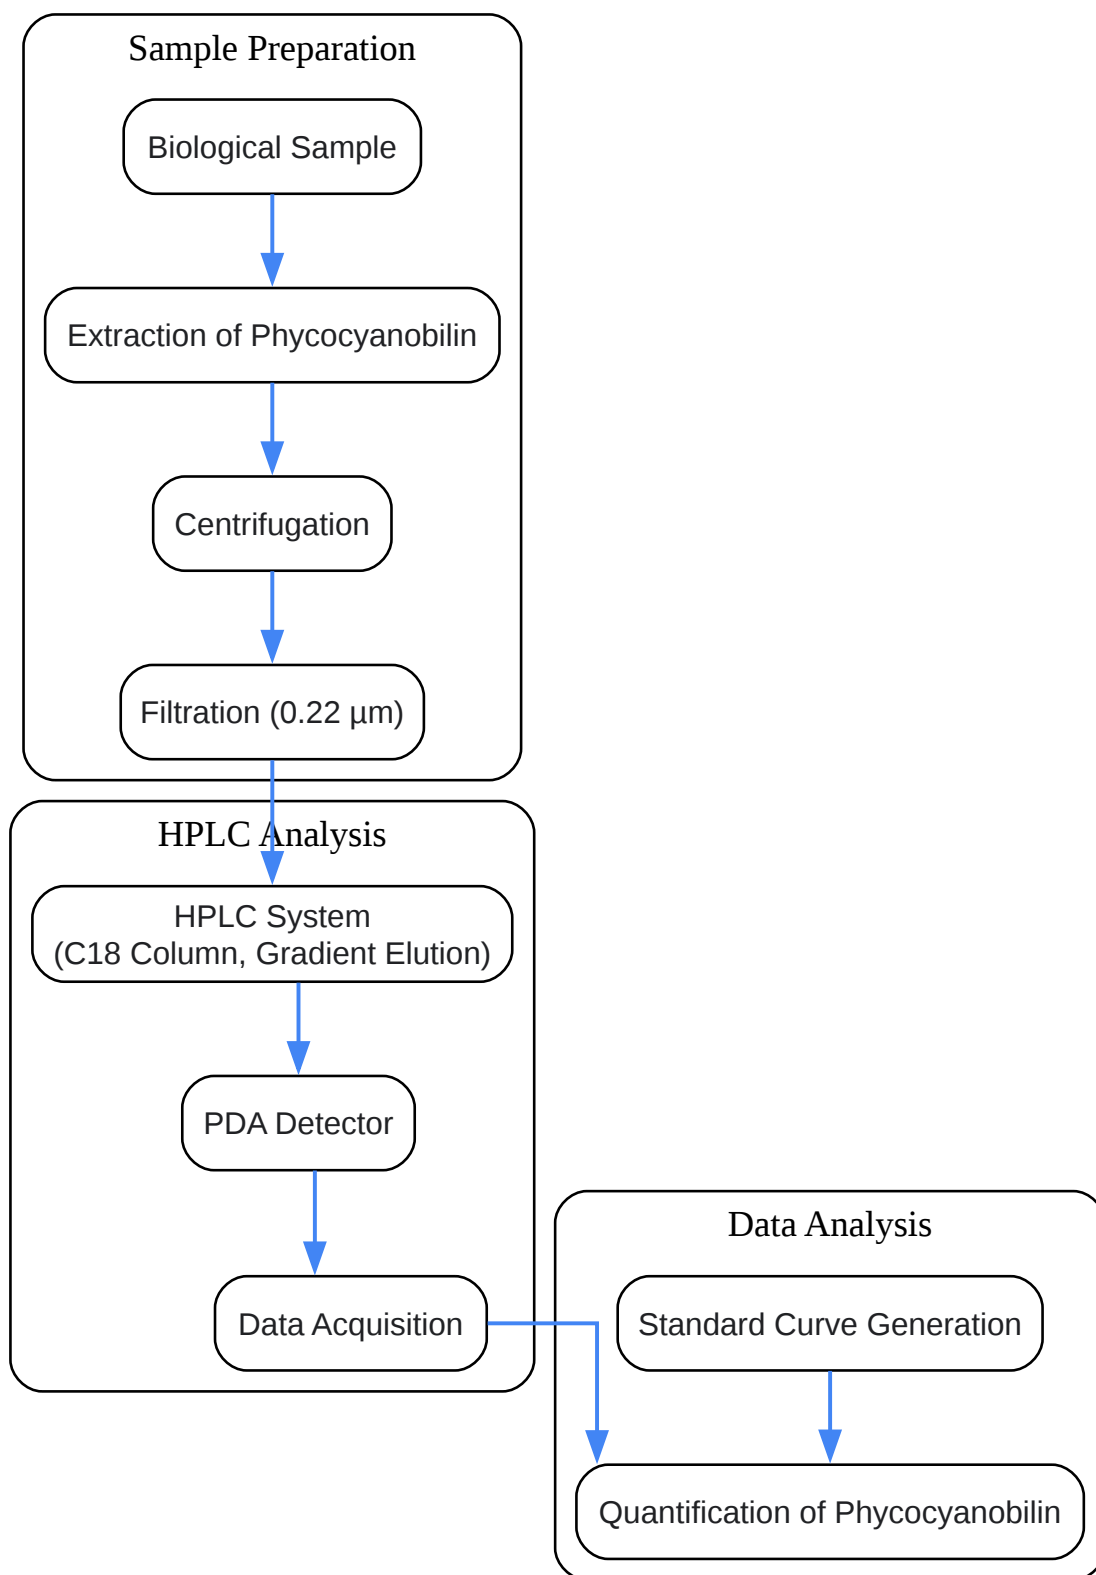 Sample Preparation
Biological Sample
Extraction of Phycocyanobilin
Centrifugation
Filtration (0.22 µm)
HPLC Analysis
HPLC System
(C18 Column, Gradient Elution)
PDA Detector
Data Acquisition
Data Analysis
Standard Curve Generation
Quantification of Phycocyanobilin